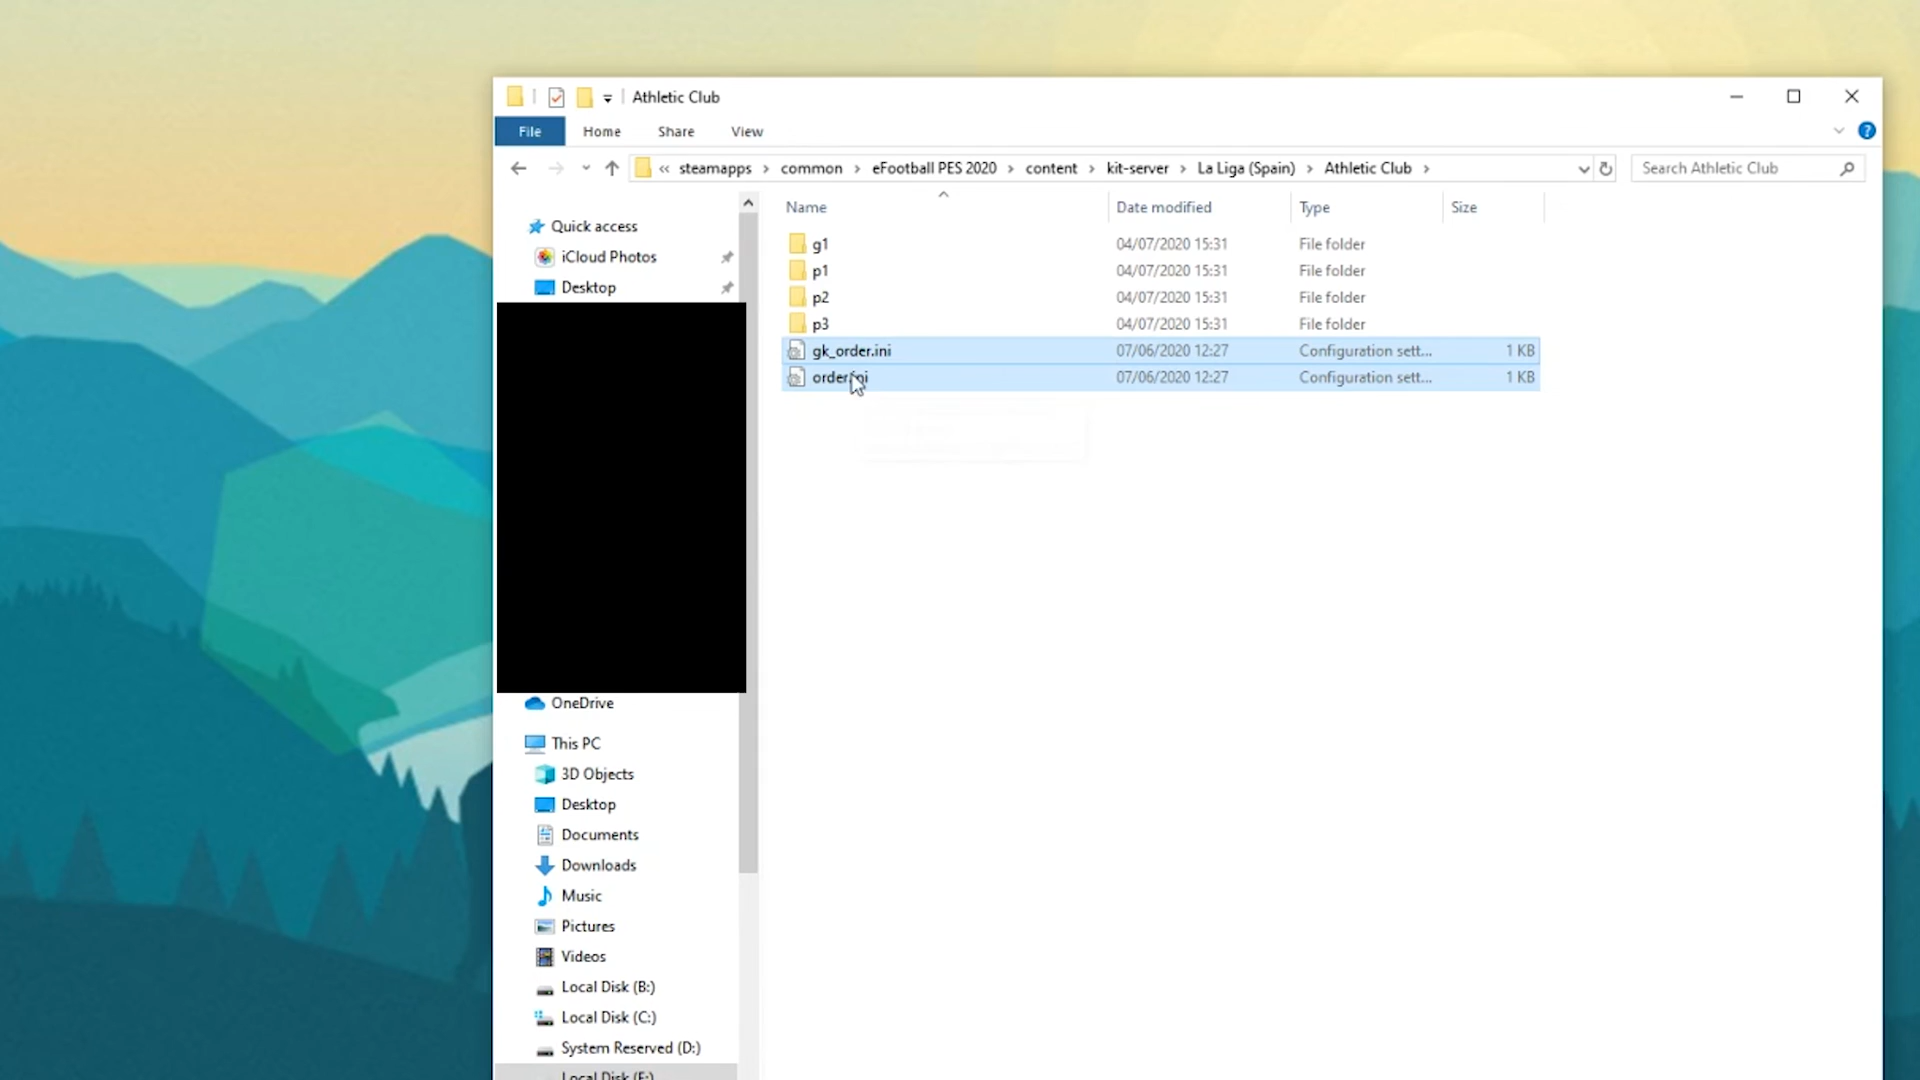 Athletic Club
File Home Share View
« steamapps > common > eFootball PES 2020 > content > kit-server > La Liga (Spain) > Athletic Club >
Search Athletic Club
Name Date modified Type Size
g1 04/07/2020 15:31 File folder
p1 04/07/2020 15:31 File folder
p2 04/07/2020 15:31 File folder
p3 04/07/2020 15:31 File folder
gk_order.ini 07/06/2020 12:27 Configuration sett... 1 KB
order.ini 07/06/2020 12:27 Configuration sett... 1 KB
Quick access
iCloud Photos
Desktop
OneDrive
This PC
3D Objects
Desktop
Documents
Downloads
Music
Pictures
Videos
Local Disk (B:)
Local Disk (C:)
System Reserved (D:)
Local Disk